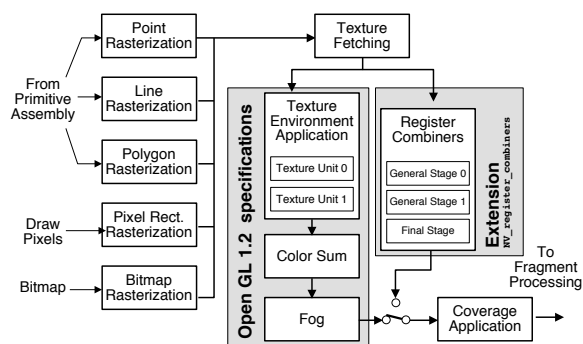 Point
Rasterization
Texture
Fetching
From
Primitive
Assembly
Line
Rasterization
Polygon
Rasterization
Draw
Pixels
Pixel Rect.
Rasterization
Bitmap
Bitmap
Rasterization
Open GL 1.2 specifications
Texture
Environment
Application
Texture Unit 0
Texture Unit 1
Color Sum
Fog
Register
Combiners
General Stage 0
General Stage 1
Final Stage
Extension
NV_register_combiners
To
Fragment
Processing
Coverage
Application